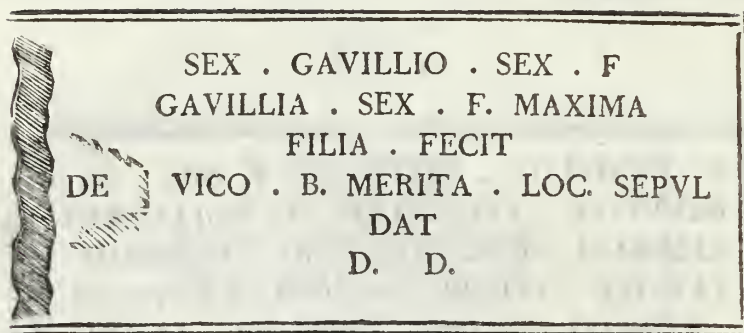 SEX . GAVILLIO . SEX . F
GAVILLIA . SEX . F. MAXIMA
FILIA . FECIT
DE VICO . B. MERITA . LOC. SEPVL
DAT
D. D.